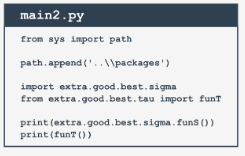 main2.py
from sys import path
path.append('..\\packages')
import extra.good.best.sigma
from extra.good.best.tau import funT
print(extra.good.best.sigma.funS())
print(funT())